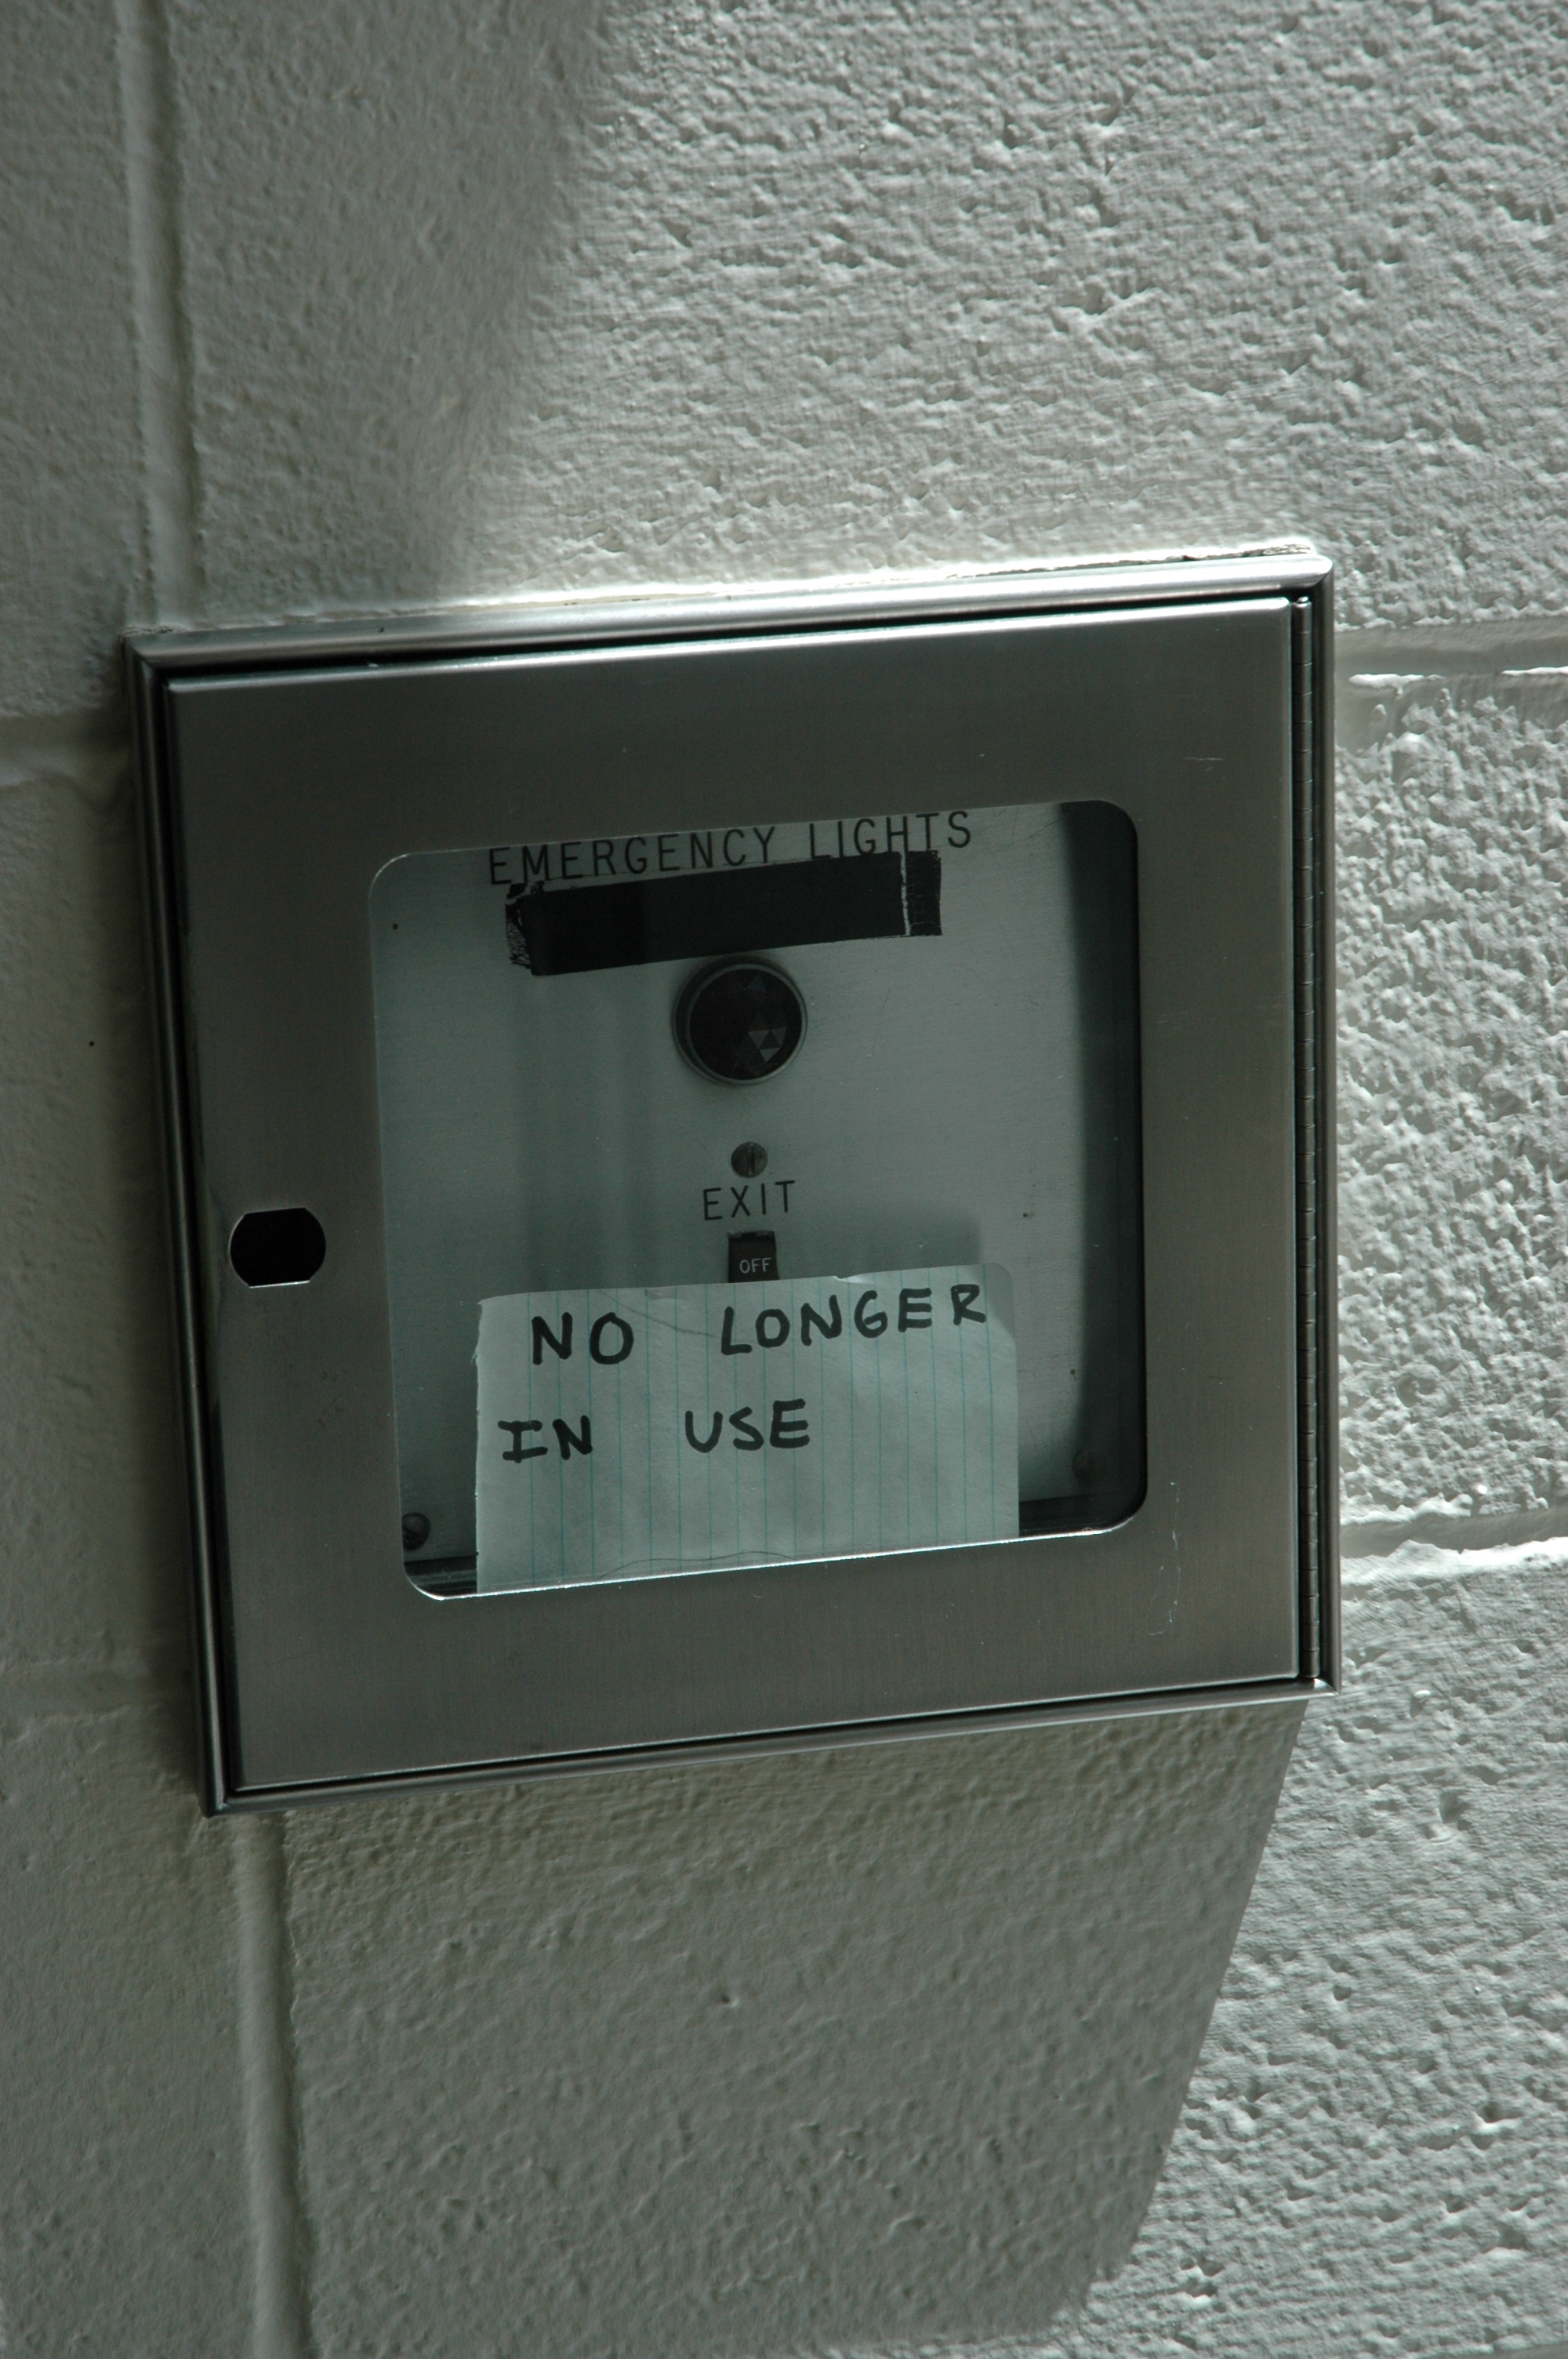 EMERGENCY LIGHTS
EXIT
OFF
NO LONGER
IN USE